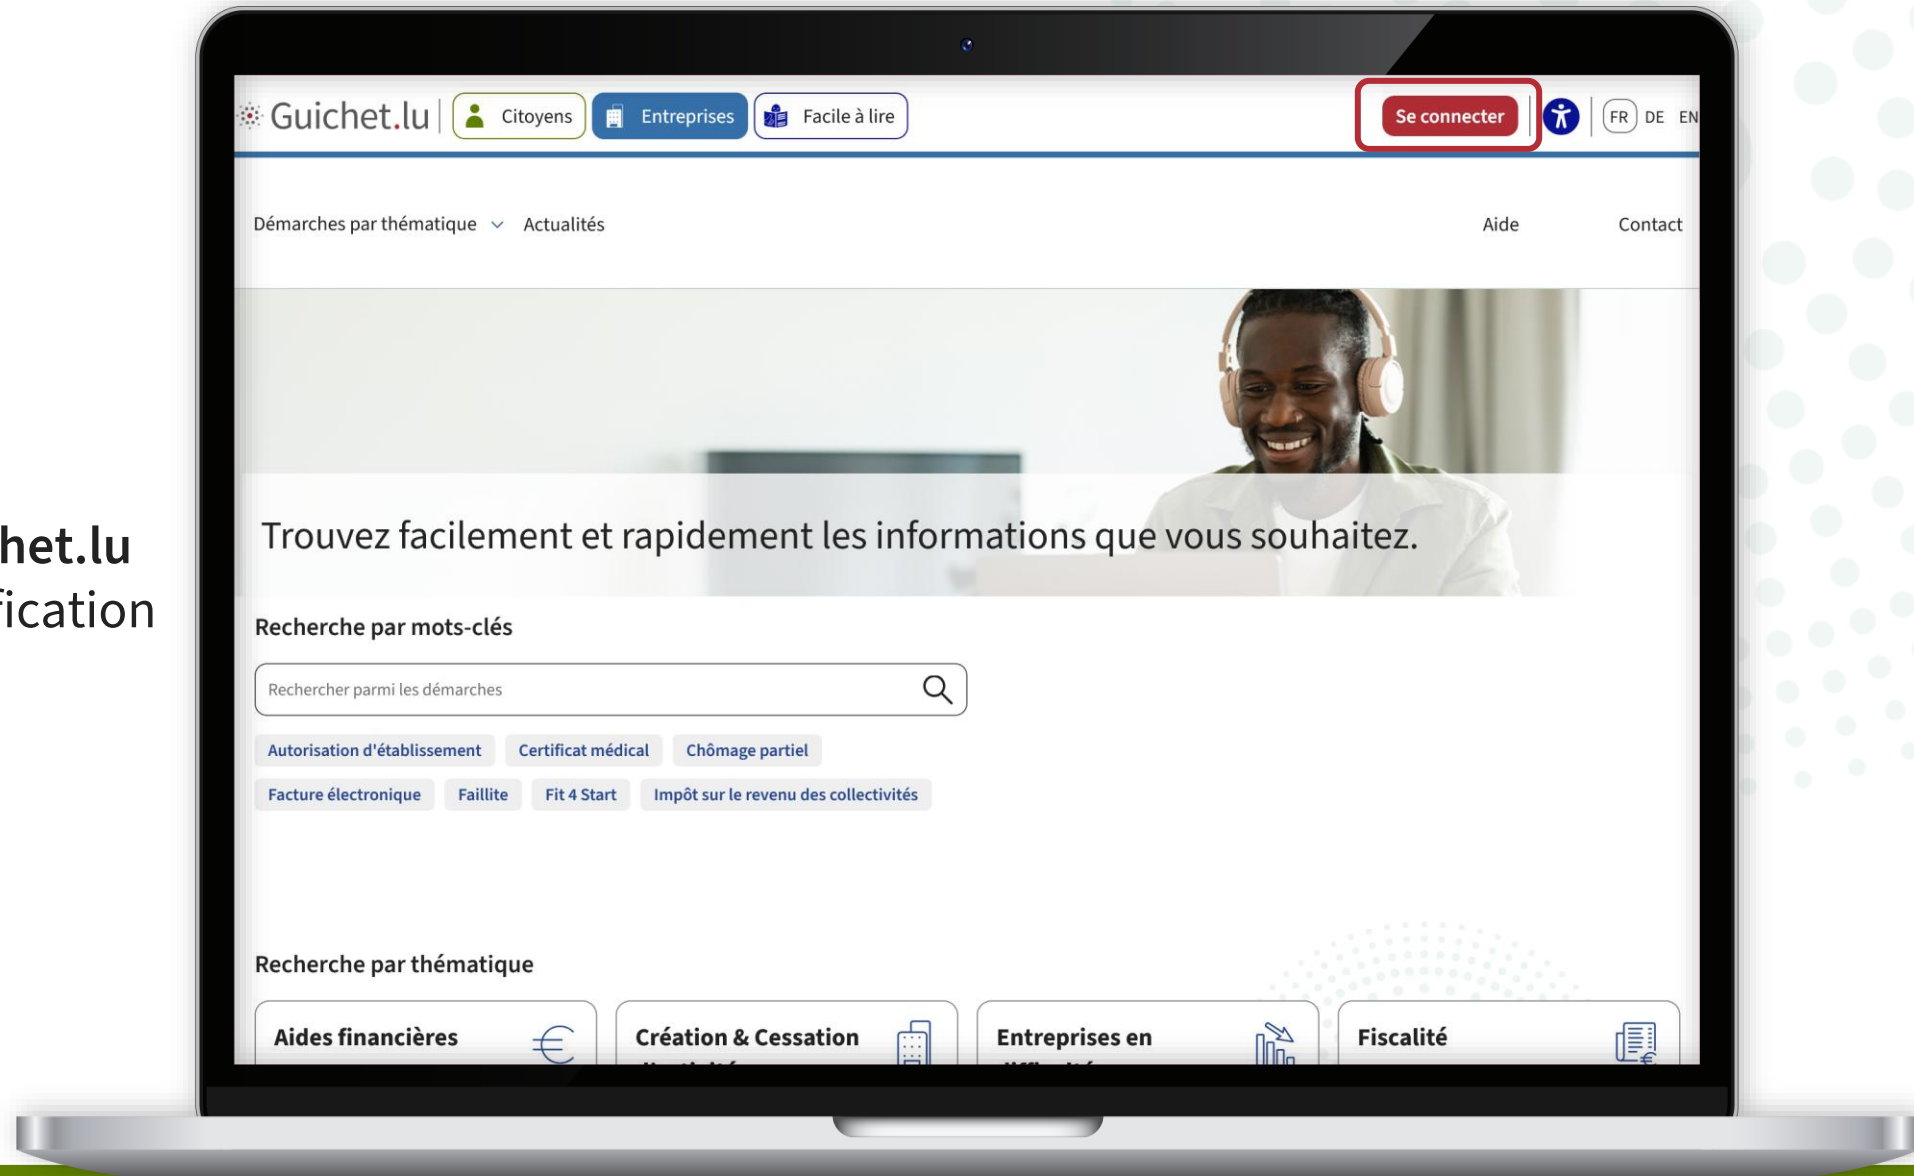 Guichet.lu Citoyens Entreprises Facile à lire Se connecter FR DE EN
Démarches par thématique Actualités Aide Contact
Trouvez facilement et rapidement les informations que vous souhaitez.
het.lu
fication
Recherche par mots-clés
Rechercher parmi les démarches
Autorisation d'établissement Certificat médical Chômage partiel
Facture électronique Faillite Fit 4 Start Impôt sur le revenu des collectivités
Recherche par thématique
Aides financières Création & Cessation Entreprises en Fiscalité